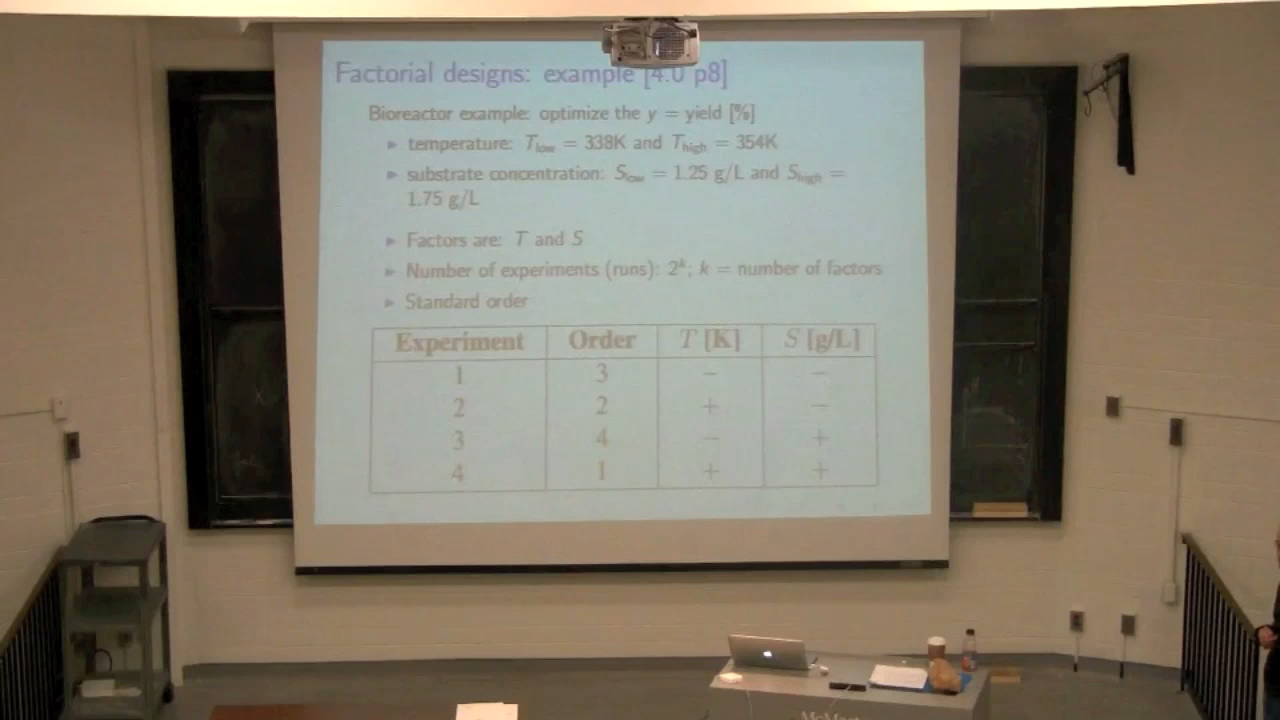 Factorial designs: example [4.0 p8]
Bioreactor example: optimize the y = yield [%]
▸ temperature: T_low = 338K and T_high = 354K
▸ substrate concentration: S_low = 1.25 g/L and S_high =
1.75 g/L
▸ Factors are: T and S
▸ Number of experiments (runs): 2^k; k = number of factors
▸ Standard order
Experiment Order T [K] S [g/L]
1 3 − −
2 2 + −
3 4 − +
4 1 + +